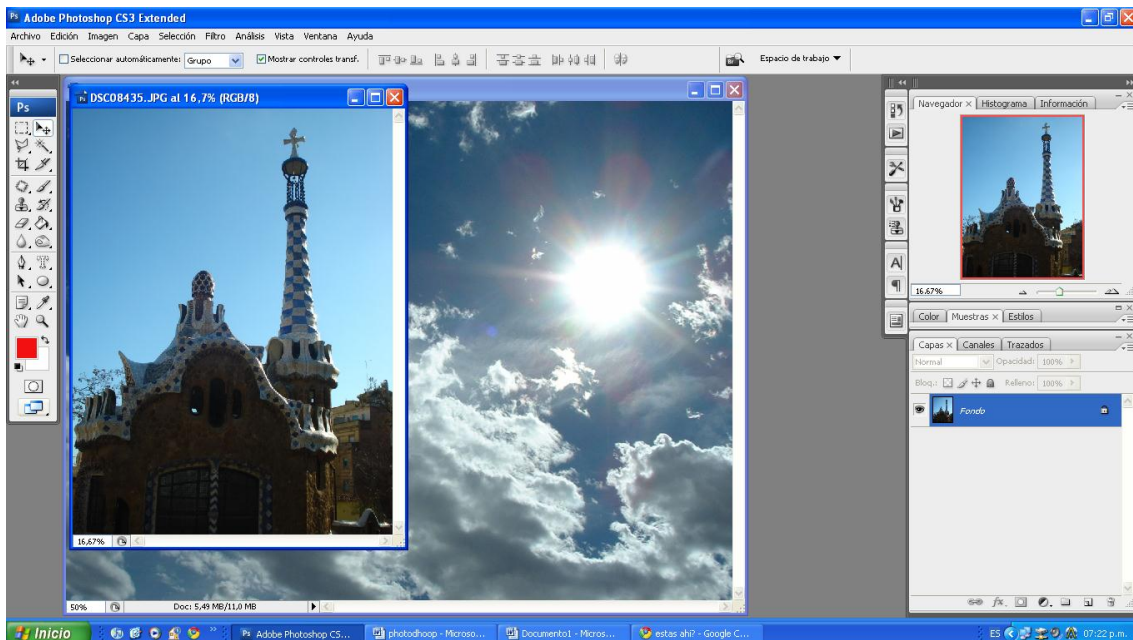 Ps Adobe Photoshop CS3 Extended
Archivo Edición Imagen Capa Selección Filtro Análisis Vista Ventana Ayuda
Seleccionar automáticamente: Grupo Mostrar controles transf. Espacio de trabajo
Ps
DSC08435.JPG al 16,7% (RGB/8)
Navegador Histograma Información
16.67%
Color Muestras Estilos
Capas Canales Trazados
Normal Opacidad: 100%
Bloq.: Relleno: 100%
Fondo
16,67%
50% Doc: 5,49 MB/11,0 MB
Inicio Ps Adobe Photoshop CS... photodhoop - Microso... Documento1 - Micros... estas ahi? - Google C... ES 07:22 p.m.